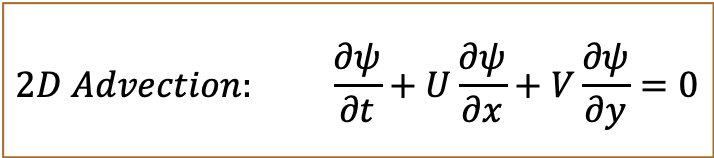 2D Advection: ∂ψ/∂t + U ∂ψ/∂x + V ∂ψ/∂y = 0